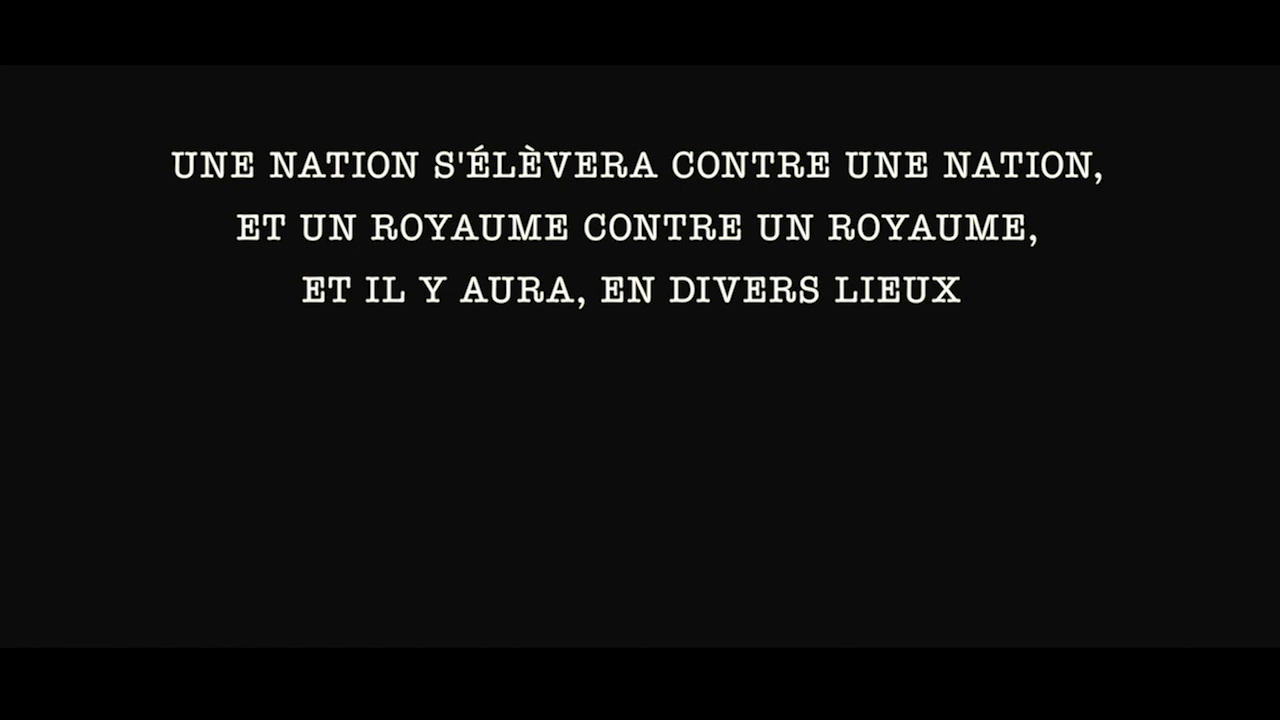 UNE NATION S'ÉLÈVERA CONTRE UNE NATION,
ET UN ROYAUME CONTRE UN ROYAUME,
ET IL Y AURA, EN DIVERS LIEUX